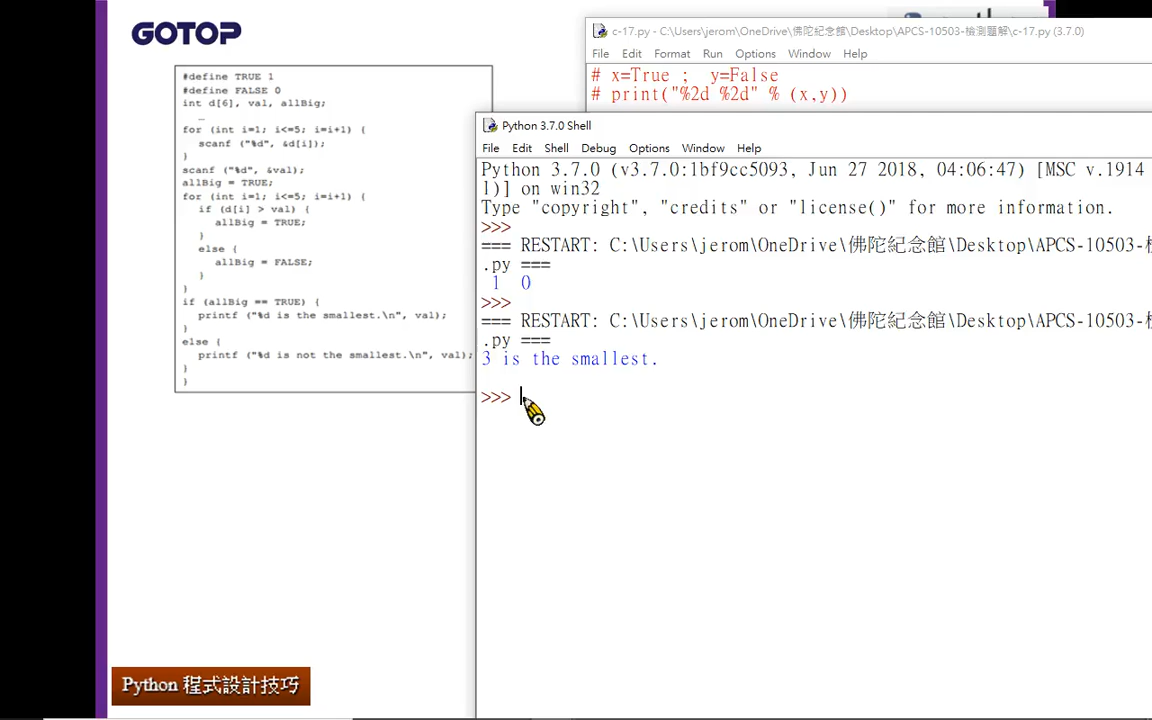 GOTOP
#define TRUE 1
#define FALSE 0
int d[6], val, allBig;
…
for (int i=1; i<=5; i=i+1) {
scanf ("%d", &d[i]);
}
scanf ("%d", &val);
allBig = TRUE;
for (int i=1; i<=5; i=i+1) {
if (d[i] > val) {
allBig = TRUE;
}
else {
allBig = FALSE;
}
}
if (allBig == TRUE) {
printf ("%d is the smallest.\n", val);
}
else {
printf ("%d is not the smallest.\n", val);
}
}
Python 程式設計技巧
c-17.py - C:\Users\jerom\OneDrive\佛陀紀念館\Desktop\APCS-10503-檢測題解\c-17.py (3.7.0)
File Edit Format Run Options Window Help
# x=True ; y=False
# print("%2d %2d" % (x,y))
Python 3.7.0 Shell
File Edit Shell Debug Options Window Help
Python 3.7.0 (v3.7.0:1bf9cc5093, Jun 27 2018, 04:06:47) [MSC v.1914
1)] on win32
Type "copyright", "credits" or "license()" for more information.
>>>
=== RESTART: C:\Users\jerom\OneDrive\佛陀紀念館\Desktop\APCS-10503-
.py ===
1 0
>>>
=== RESTART: C:\Users\jerom\OneDrive\佛陀紀念館\Desktop\APCS-10503-
.py ===
3 is the smallest.
>>>